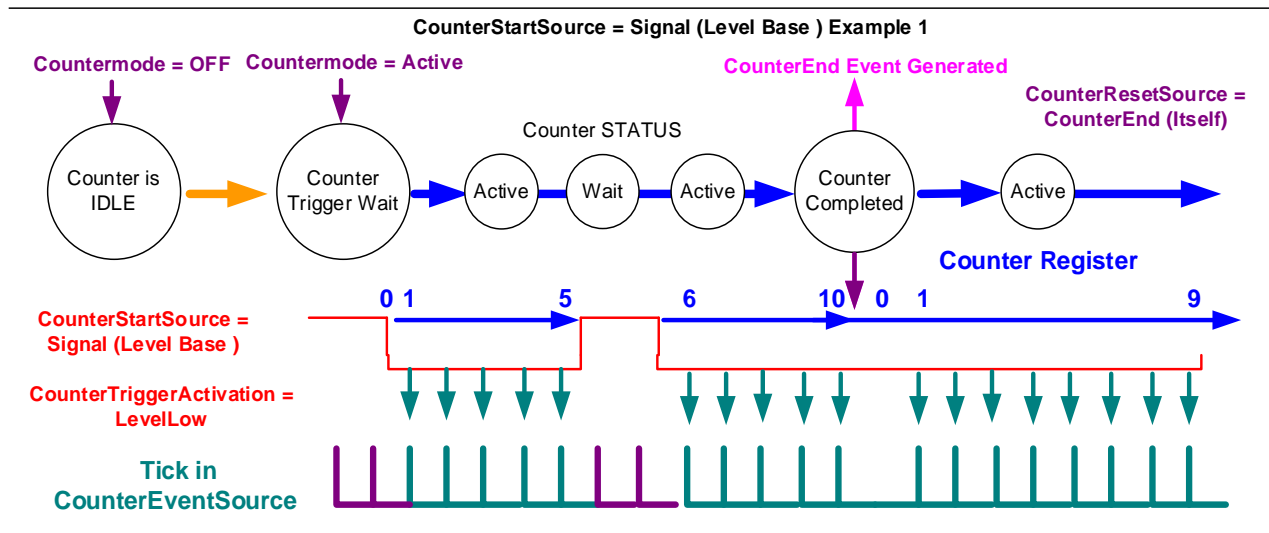 CounterStartSource = Signal (Level Base ) Example 1
Countermode = OFF
Countermode = Active
CounterEnd Event Generated
CounterResetSource =
CounterEnd (Itself)
Counter STATUS
Counter is
IDLE
Counter
Trigger Wait
Active
Wait
Active
Counter
Completed
Active
Counter Register
0 1 5 6 10 0 1 9
CounterStartSource =
Signal (Level Base )
CounterTriggerActivation =
LevelLow
Tick in
CounterEventSource